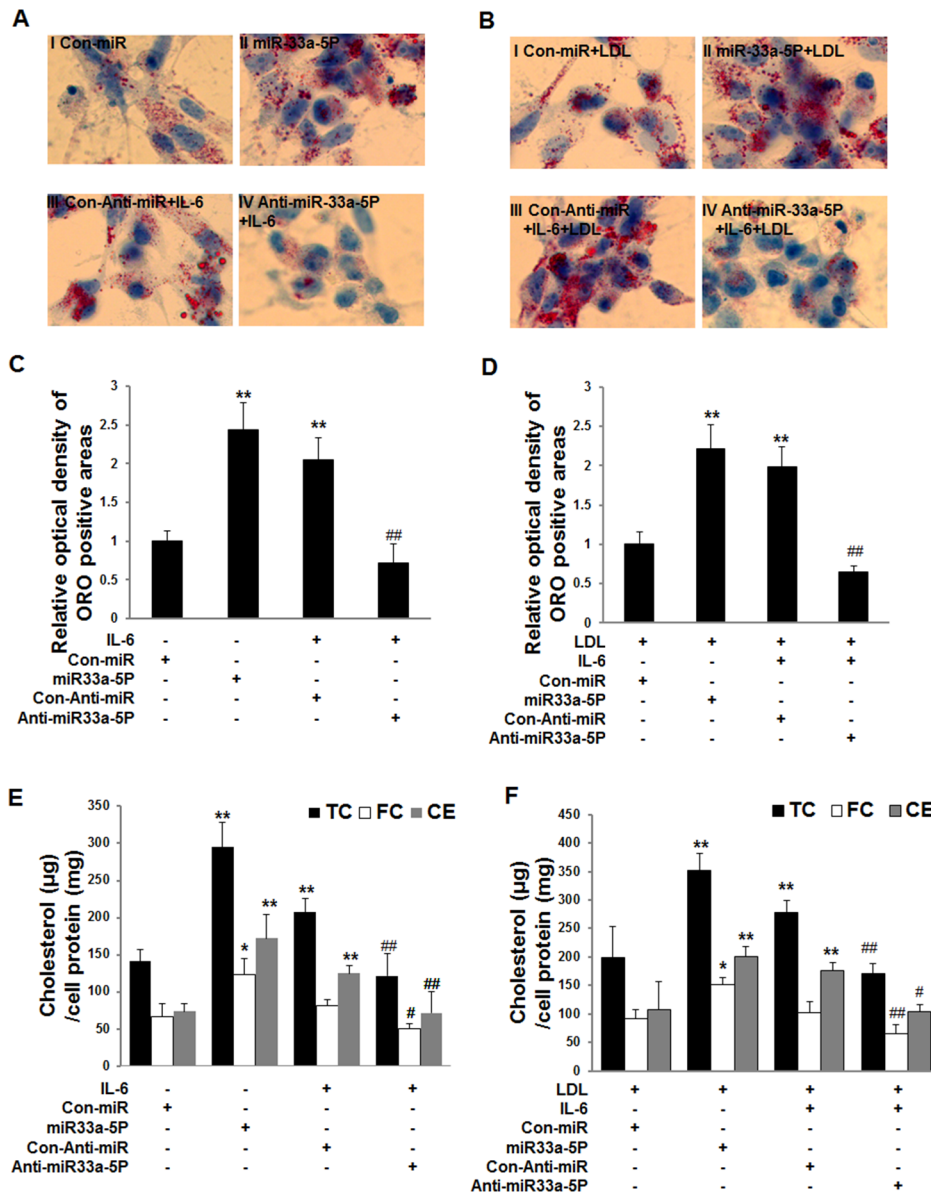 A
I Con-miR
II miR-33a-5P
III Con-Anti-miR+IL-6
IV Anti-miR-33a-5P
+IL-6
B
I Con-miR+LDL
II miR-33a-5P+LDL
III Con-Anti-miR
+IL-6+LDL
IV Anti-miR-33a-5P
+IL-6+LDL
C
Relative optical density of
ORO positive areas
3
2.5
2
1.5
1
0.5
0
**
**
##
IL-6 - - + +
Con-miR + - - -
miR33a-5P - + - -
Con-Anti-miR - - + -
Anti-miR33a-5P - - - +
D
Relative optical density of
ORO positive areas
3
2.5
2
1.5
1
0.5
0
**
**
##
LDL + + + +
IL-6 - - + +
Con-miR + - - -
miR33a-5P - + - -
Con-Anti-miR - - + -
Anti-miR33a-5P - - - +
E
TC FC CE
Cholesterol (µg)
/cell protein (mg)
350
300
250
200
150
100
50
0
**
*
**
**
**
##
#
##
IL-6 - - + +
Con-miR + - - -
miR33a-5P - + - -
Con-Anti-miR - - + -
Anti-miR33a-5P - - - +
F
TC FC CE
Cholesterol (µg)
/cell protein (mg)
450
400
350
300
250
200
150
100
50
0
**
*
**
**
**
##
##
#
LDL + + + +
IL-6 - - + +
Con-miR + - - -
miR33a-5P - + - -
Con-Anti-miR - - + -
Anti-miR33a-5P - - - +